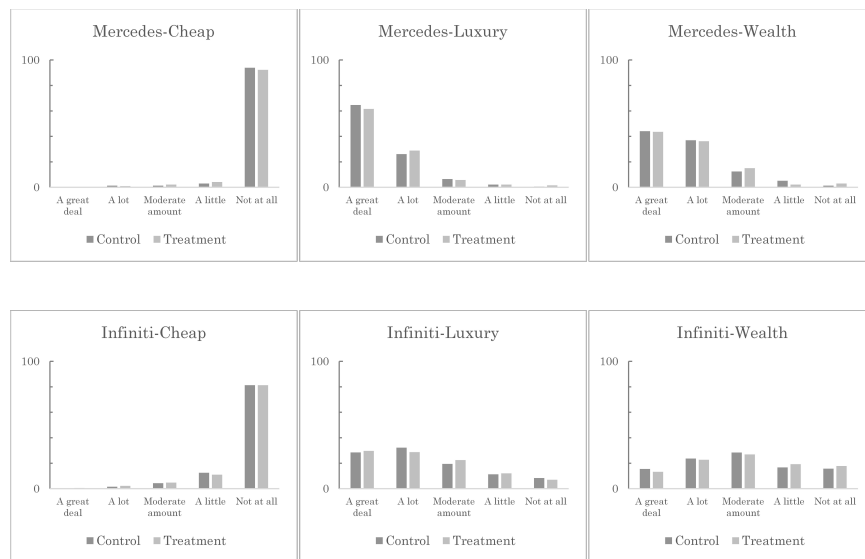 Mercedes-Cheap
100
0
A great deal
A lot
Moderate amount
A little
Not at all
Control Treatment
Mercedes-Luxury
100
0
A great deal
A lot
Moderate amount
A little
Not at all
Control Treatment
Mercedes-Wealth
100
0
A great deal
A lot
Moderate amount
A little
Not at all
Control Treatment
Infiniti-Cheap
100
0
A great deal
A lot
Moderate amount
A little
Not at all
Control Treatment
Infiniti-Luxury
100
0
A great deal
A lot
Moderate amount
A little
Not at all
Control Treatment
Infiniti-Wealth
100
0
A great deal
A lot
Moderate amount
A little
Not at all
Control Treatment